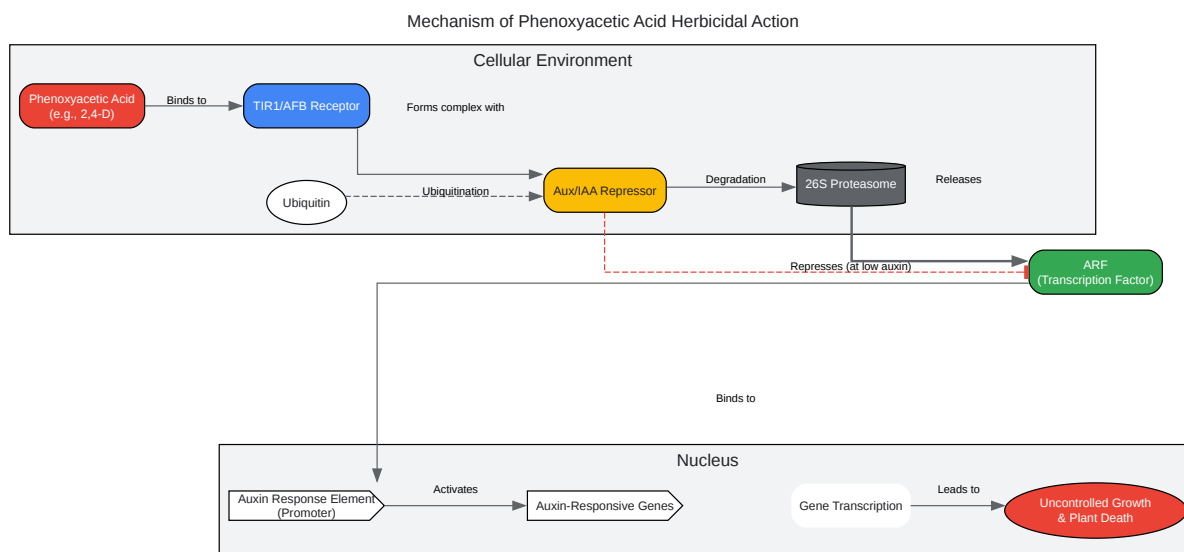 Mechanism of Phenoxyacetic Acid Herbicidal Action
Cellular Environment
Phenoxyacetic Acid
(e.g., 2,4-D)
Binds to
TIR1/AFB Receptor
Forms complex with
Ubiquitin
Ubiquitination
Aux/IAA Repressor
Degradation
26S Proteasome
Releases
Represses (at low auxin)
ARF
(Transcription Factor)
Binds to
Nucleus
Auxin Response Element
(Promoter)
Activates
Auxin-Responsive Genes
Gene Transcription
Leads to
Uncontrolled Growth
& Plant Death